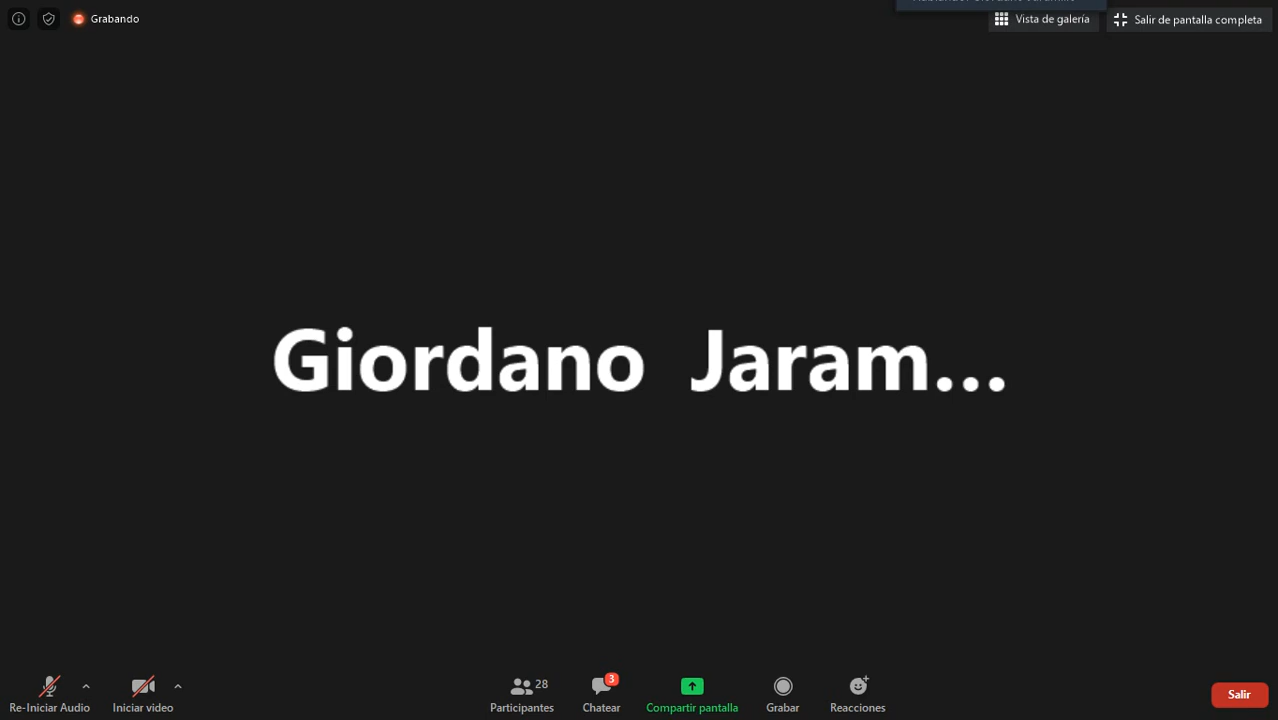 Grabando
Vista de galería
Salir de pantalla completa
Giordano Jaram...
Re-Iniciar Audio
Iniciar video
28
Participantes
3
Chatear
Compartir pantalla
Grabar
Reacciones
Salir